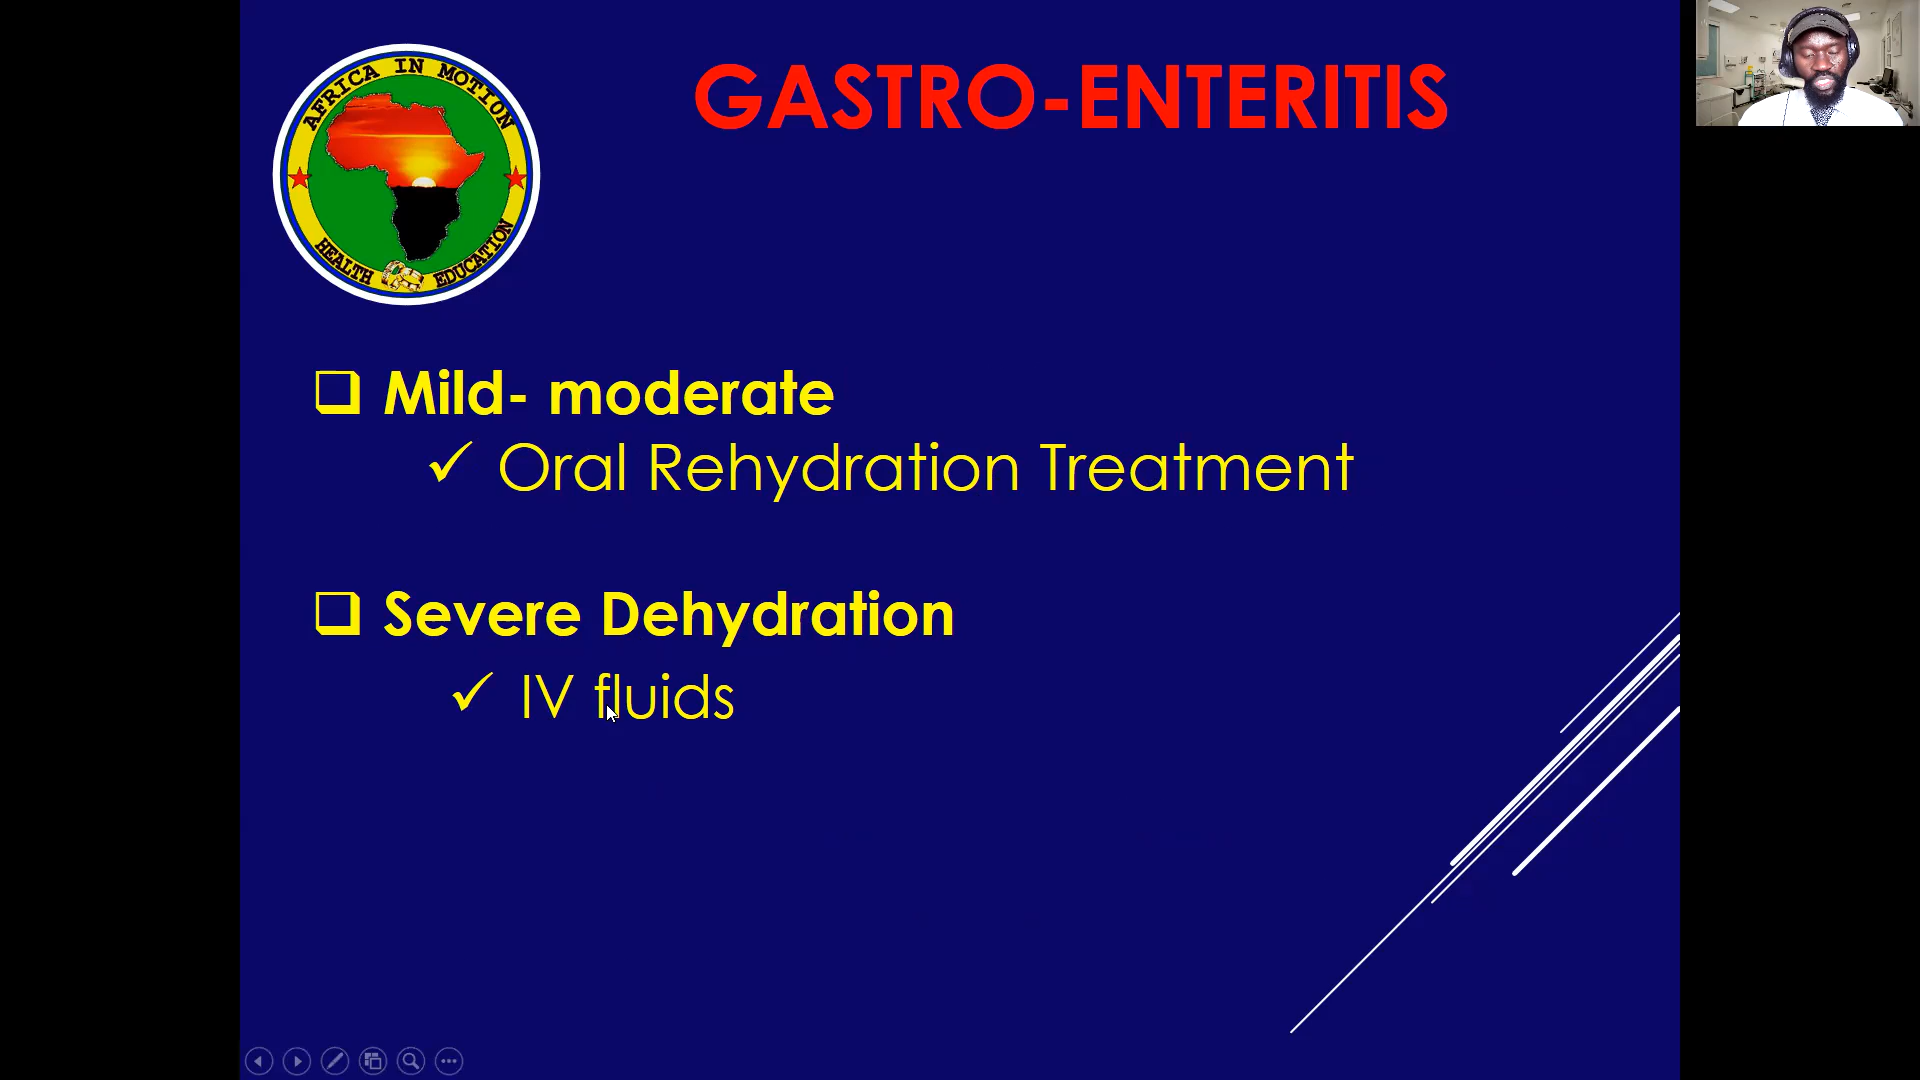 AFRICA IN MOTION
HEALTH EDUCATION
GASTRO-ENTERITIS
Mild- moderate
Oral Rehydration Treatment
Severe Dehydration
IV fluids